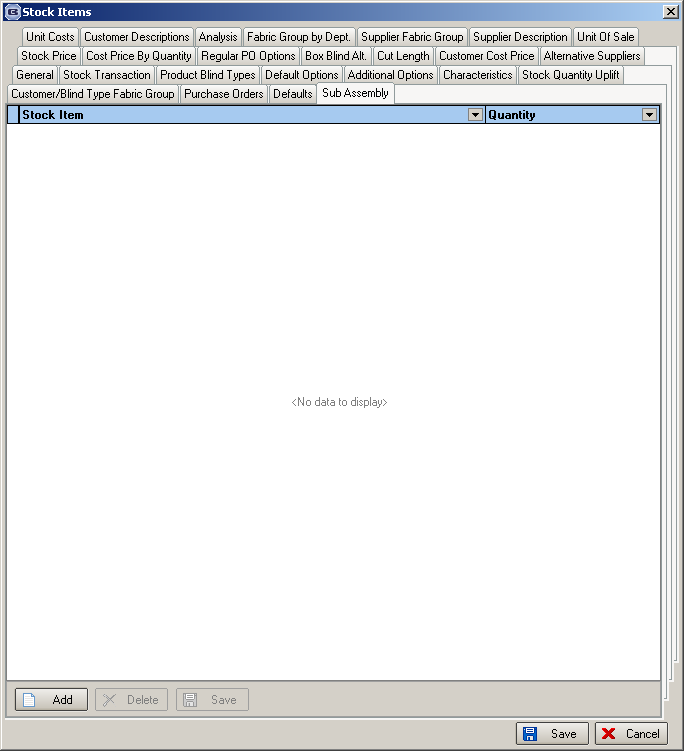 Stock Items
Unit Costs Customer Descriptions Analysis Fabric Group by Dept. Supplier Fabric Group Supplier Description Unit Of Sale
Stock Price Cost Price By Quantity Regular PO Options Box Blind Alt. Cut Length Customer Cost Price Alternative Suppliers
General Stock Transaction Product Blind Types Default Options Additional Options Characteristics Stock Quantity Uplift
Customer/Blind Type Fabric Group Purchase Orders Defaults Sub Assembly
Stock Item Quantity
<No data to display>
Add Delete Save
Save Cancel